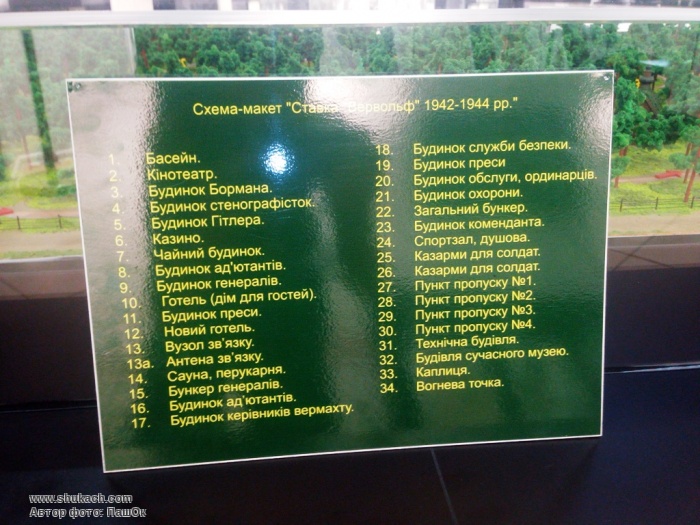 Схема-макет "Ставка "Вервольф" 1942-1944 рр."
1. Басейн.
2. Кінотеатр.
3. Будинок Бормана.
4. Будинок стенографісток.
5. Будинок Гітлера.
6. Казино.
7. Чайний будинок.
8. Будинок ад'ютантів.
9. Будинок генералів.
10. Готель (дім для гостей).
11. Будинок преси.
12. Новий готель.
13. Вузол зв'язку.
13а. Антена зв'язку.
14. Сауна, перукарня.
15. Бункер генералів.
16. Будинок ад'ютантів.
17. Будинок керівників вермахту.
18. Будинок служби безпеки.
19. Будинок преси
20. Будинок обслуги, ординарців.
21. Будинок охорони.
22. Загальний бункер.
23. Будинок коменданта.
24. Спортзал, душова.
25. Казарми для солдат.
26. Казарми для солдат.
27. Пункт пропуску №1.
28. Пункт пропуску №2.
29. Пункт пропуску №3.
30. Пункт пропуску №4.
31. Технічна будівля.
32. Будівля сучасного музею.
33. Каплиця.
34. Вогнева точка.
www.shukach.com
Автор фото: ПашОк